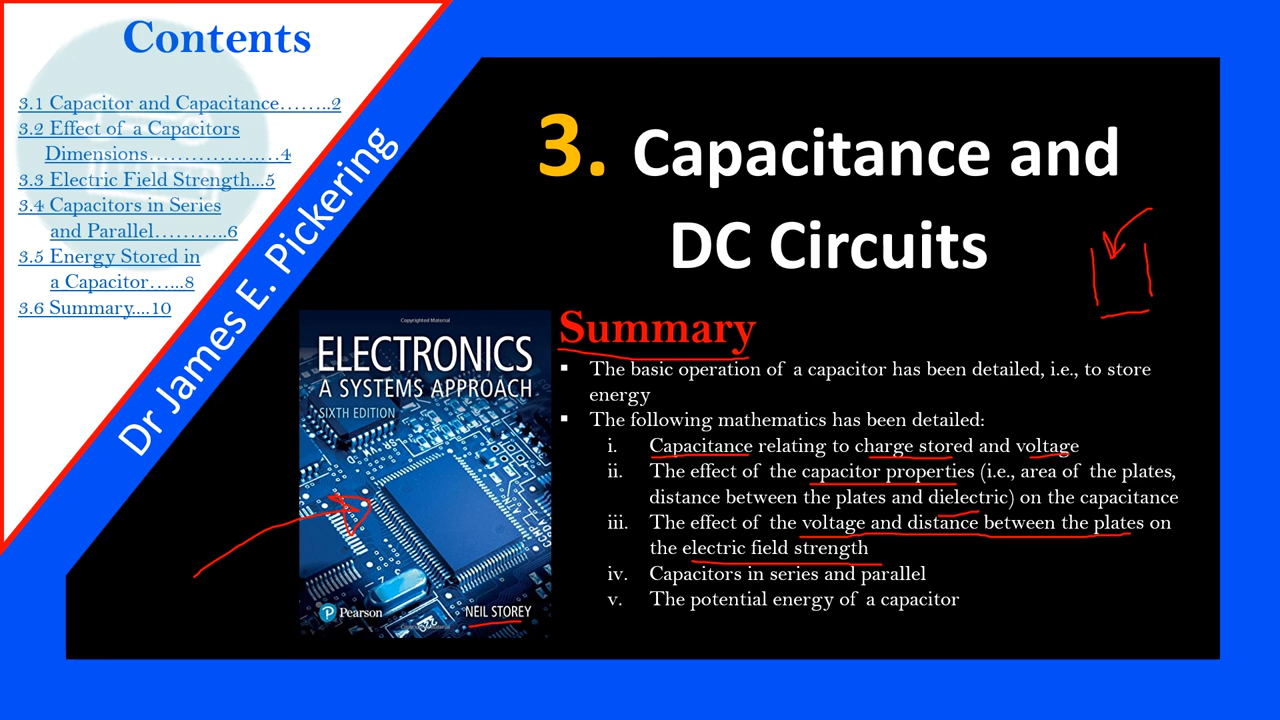 Contents
3.1 Capacitor and Capacitance……..2
3.2 Effect of a Capacitors
Dimensions…………….…4
3.3 Electric Field Strength...5
3.4 Capacitors in Series
and Parallel………..6
3.5 Energy Stored in
a Capacitor…...8
3.6 Summary....10
Dr James E. Pickering
3. Capacitance and
DC Circuits
Copyrighted Material
ELECTRONICS
A SYSTEMS APPROACH
SIXTH EDITION
Pearson
NEIL STOREY
Summary
▪ The basic operation of a capacitor has been detailed, i.e., to store
energy
▪ The following mathematics has been detailed:
i. Capacitance relating to charge stored and voltage
ii. The effect of the capacitor properties (i.e., area of the plates,
distance between the plates and dielectric) on the capacitance
iii. The effect of the voltage and distance between the plates on
the electric field strength
iv. Capacitors in series and parallel
v. The potential energy of a capacitor